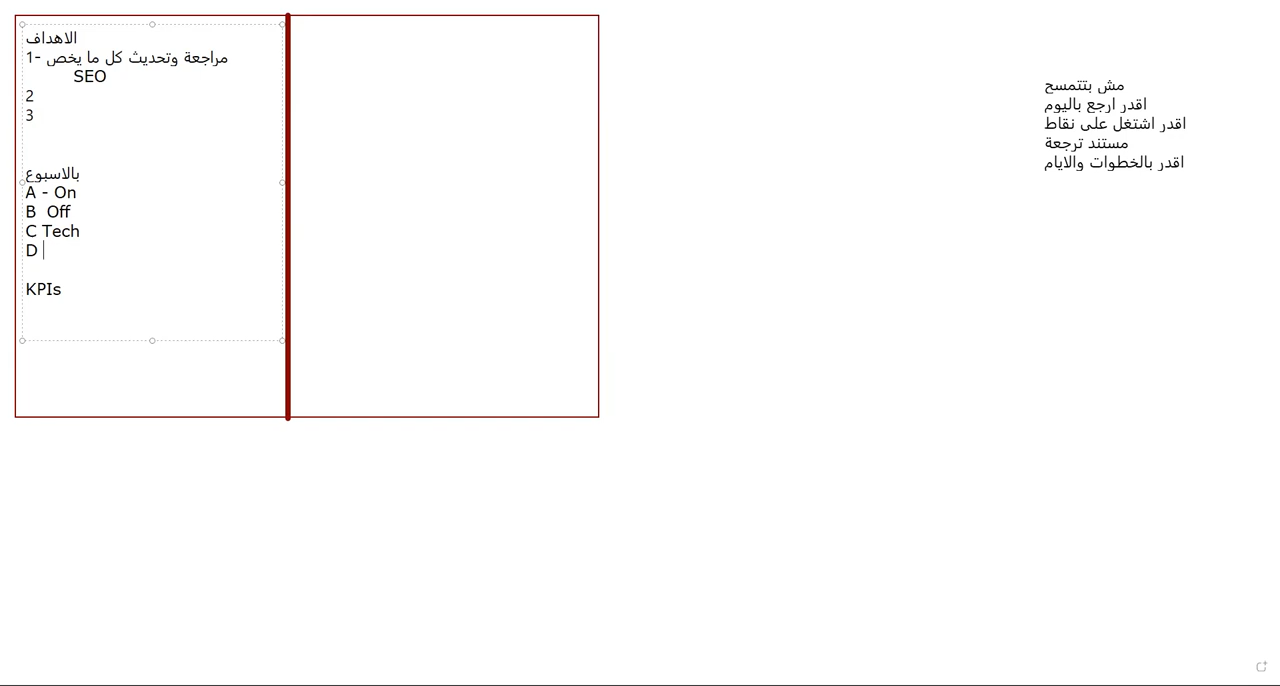 الاهداف
1- مراجعة وتحديث كل ما يخص
SEO
2
3
بالاسبوع
A - On
B  Off
C Tech
D
KPIs
مش بتتمسح
اقدر ارجع باليوم
اقدر اشتغل على نقاط
مستند ترجعة
اقدر بالخطوات والايام